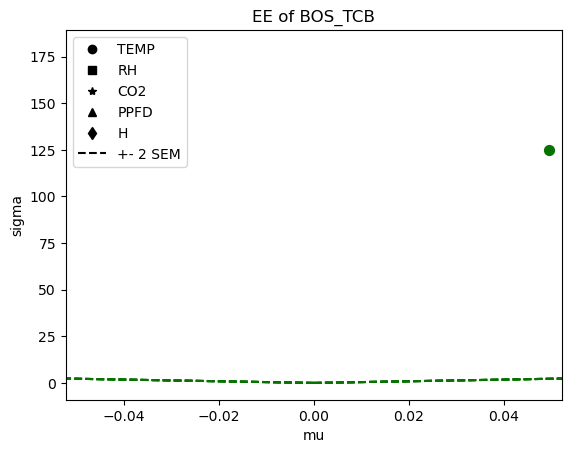 EE of BOS_TCB
TEMP
RH
CO2
PPFD
H
+- 2 SEM
175
150
125
100
75
50
25
0
sigma
−0.04
−0.02
0.00
0.02
0.04
mu